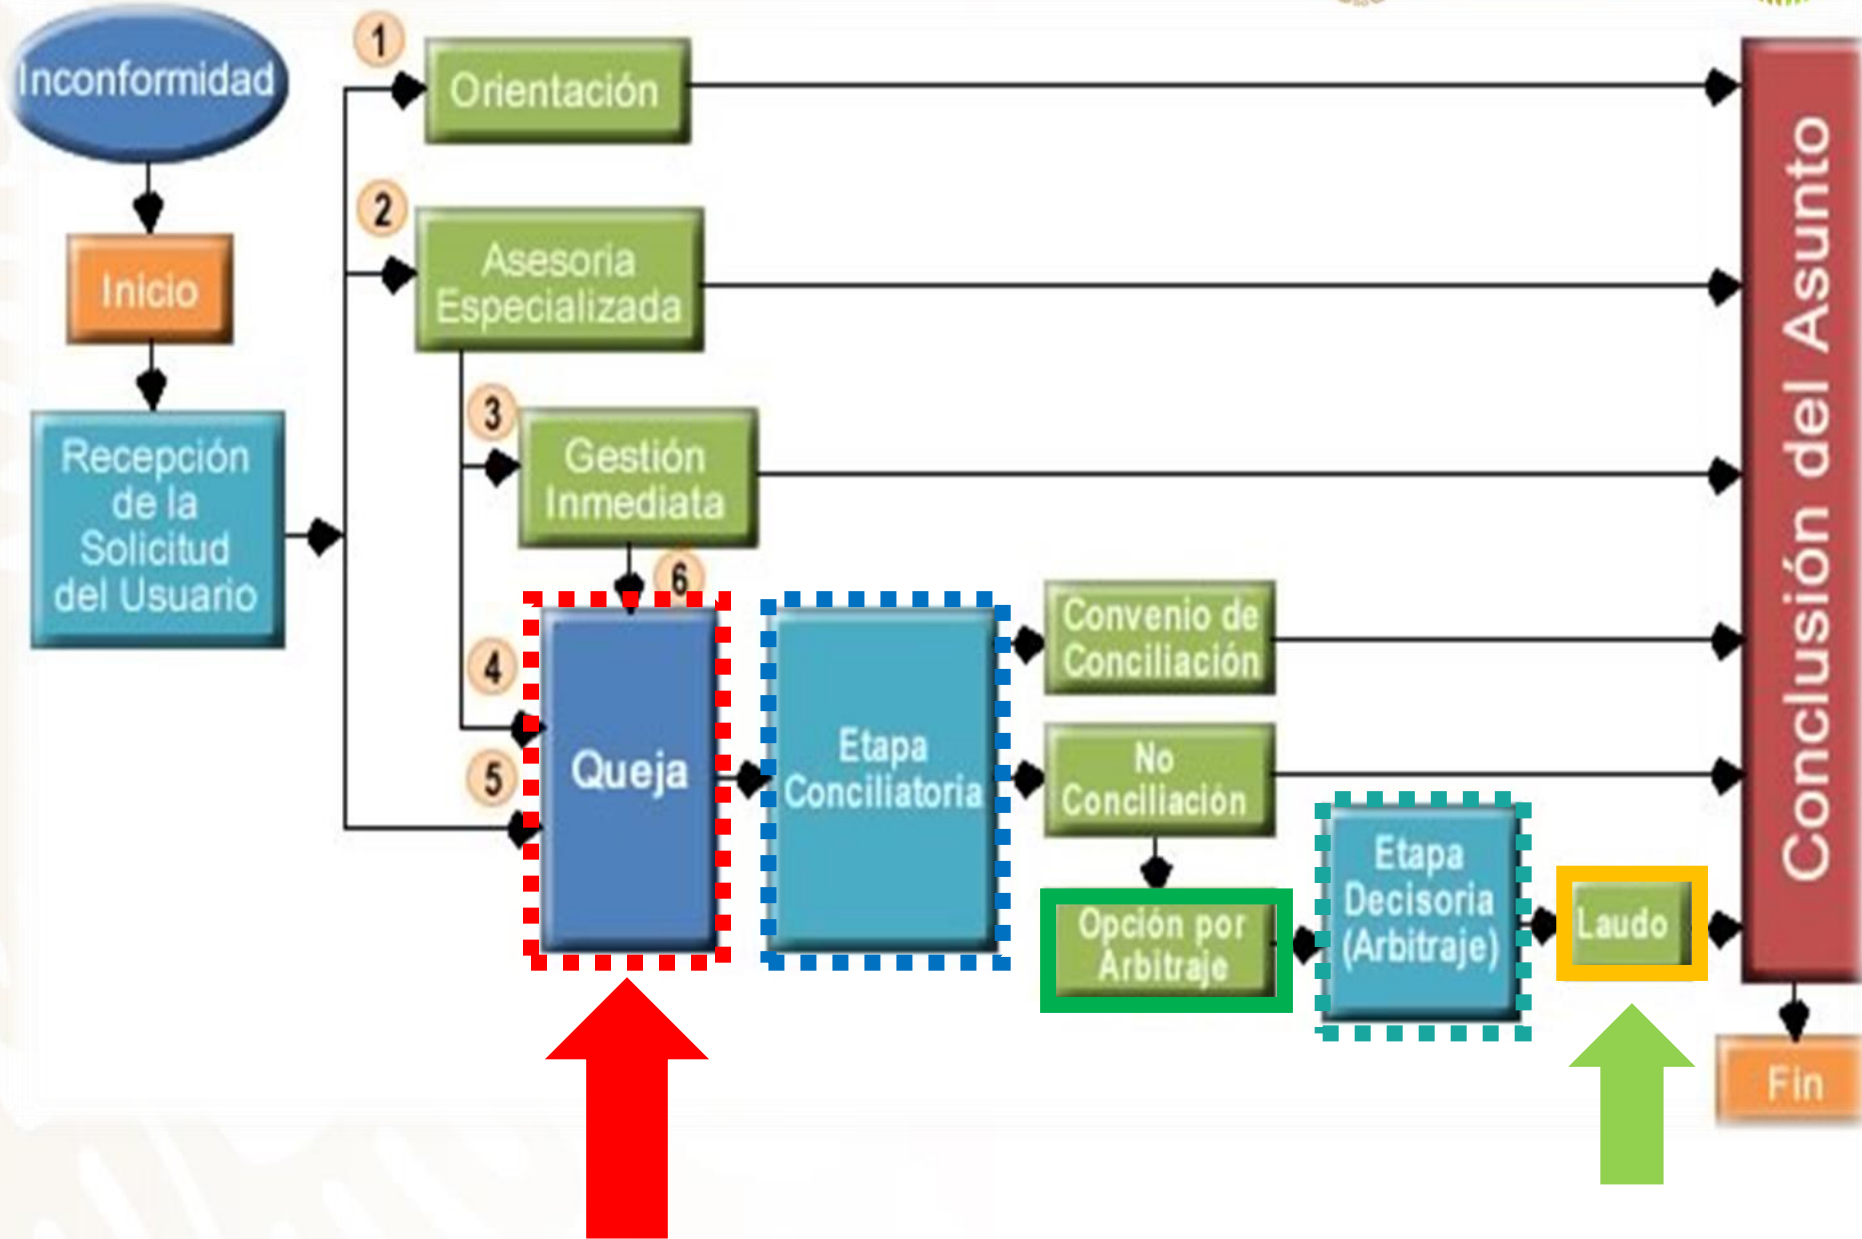 Inconformidad
Inicio
Recepción
de la
Solicitud
del Usuario
1
Orientación
2
Asesoria
Especializada
3
Gestión
Inmediata
6
4
5
Queja
Etapa
Conciliatoria
Convenio de
Conciliación
No
Conciliación
Opción por
Arbitraje
Etapa
Decisoria
(Arbitraje)
Laudo
Conclusión del Asunto
Fin